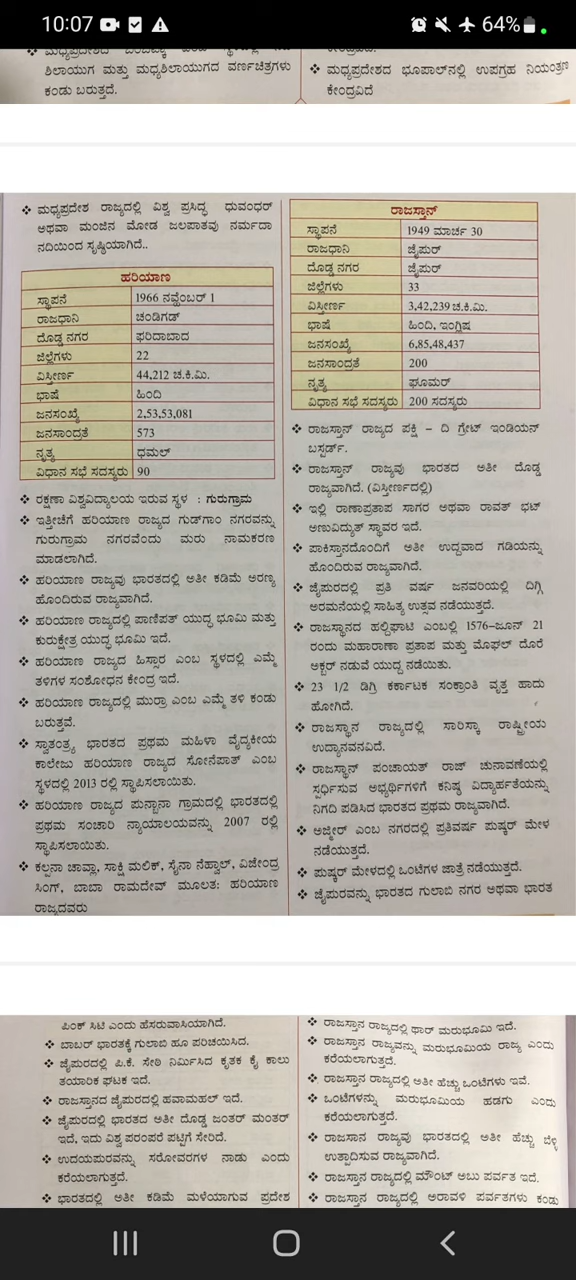 10:07
64%
ಶಿಲಾಯುಗ ಮತ್ತು ಮಧ್ಯಶಿಲಾಯುಗದ ವರ್ಣಚಿತ್ರಗಳು
ಕಂಡು ಬರುತ್ತದೆ.
❖ ಮಧ್ಯಪ್ರದೇಶದ ಭೂಪಾಲ್‌ನಲ್ಲಿ ಉಪಗ್ರಹ ನಿಯಂತ್ರಣ
ಕೇಂದ್ರವಿದೆ
❖ ಮಧ್ಯಪ್ರದೇಶ ರಾಜ್ಯದಲ್ಲಿ ವಿಶ್ವ ಪ್ರಸಿದ್ಧ ಧುವಂಧರ್
ಅಥವಾ ಮಂಜಿನ ಮೋಡ ಜಲಪಾತವು ನರ್ಮದಾ
ನದಿಯಿಂದ ಸೃಷ್ಠಿಯಾಗಿದೆ..
ಹರಿಯಾಣ
ಸ್ಥಾಪನೆ 1966 ನವ್ಹೆಂಬರ್ 1
ರಾಜಧಾನಿ ಚಂಡಿಗಡ್
ದೊಡ್ಡ ನಗರ ಫರಿದಾಬಾದ
ಜಿಲ್ಲೆಗಳು 22
ವಿಸ್ತೀರ್ಣ 44,212 ಚ.ಕಿ.ಮಿ.
ಭಾಷೆ ಹಿಂದಿ
ಜನಸಂಖ್ಯೆ 2,53,53,081
ಜನಸಾಂದ್ರತೆ 573
ನೃತ್ಯ ಧಮಲ್
ವಿಧಾನ ಸಭೆ ಸದಸ್ಯರು 90
❖ ರಕ್ಷಣಾ ವಿಶ್ವವಿದ್ಯಾಲಯ ಇರುವ ಸ್ಥಳ : ಗುರುಗ್ರಾಮ
❖ ಇತ್ತೀಚಿಗೆ ಹರಿಯಾಣ ರಾಜ್ಯದ ಗುಡ್‌ಗಾಂ ನಗರವನ್ನು
ಗುರುಗ್ರಾಮ ನಗರವೆಂದು ಮರು ನಾಮಕರಣ
ಮಾಡಲಾಗಿದೆ.
❖ ಹರಿಯಾಣ ರಾಜ್ಯವು ಭಾರತದಲ್ಲಿ ಅತೀ ಕಡಿಮೆ ಅರಣ್ಯ
ಹೊಂದಿರುವ ರಾಜ್ಯವಾಗಿದೆ.
❖ ಹರಿಯಾಣ ರಾಜ್ಯದಲ್ಲಿ ಪಾಣಿಪತ್ ಯುದ್ಧ ಭೂಮಿ ಮತ್ತು
ಕುರುಕ್ಷೇತ್ರ ಯುದ್ಧ ಭೂಮಿ ಇದೆ.
❖ ಹರಿಯಾಣ ರಾಜ್ಯದ ಹಿಸ್ಸಾರ ಎಂಬ ಸ್ಥಳದಲ್ಲಿ ಎಮ್ಮೆ
ತಳಿಗಳ ಸಂಶೋಧನ ಕೇಂದ್ರ ಇದೆ.
❖ ಹರಿಯಾಣ ರಾಜ್ಯದಲ್ಲಿ ಮುರ್ರಾ ಎಂಬ ಎಮ್ಮೆ ತಳಿ ಕಂಡು
ಬರುತ್ತವೆ.
❖ ಸ್ವಾತಂತ್ರ್ಯ ಭಾರತದ ಪ್ರಥಮ ಮಹಿಳಾ ವೈದ್ಯಕೀಯ
ಕಾಲೇಜು ಹರಿಯಾಣ ರಾಜ್ಯದ ಸೋನೆಪಾತ್ ಎಂಬ
ಸ್ಥಳದಲ್ಲಿ 2013 ರಲ್ಲಿ ಸ್ಥಾಪಿಸಲಾಯಿತು.
❖ ಹರಿಯಾಣ ರಾಜ್ಯದ ಪುನ್ಹಾನಾ ಗ್ರಾಮದಲ್ಲಿ ಭಾರತದಲ್ಲಿ
ಪ್ರಥಮ ಸಂಚಾರಿ ನ್ಯಾಯಾಲಯವನ್ನು 2007 ರಲ್ಲಿ
ಸ್ಥಾಪಿಸಲಾಯಿತು.
❖ ಕಲ್ಪನಾ ಚಾವ್ಲಾ, ಸಾಕ್ಷಿ ಮಲಿಕ್, ಸೈನಾ ನೆಹ್ವಾಲ್, ವಿಜೇಂದ್ರ
ಸಿಂಗ್, ಬಾಬಾ ರಾಮದೇವ್ ಮೂಲತಃ ಹರಿಯಾಣ
ರಾಜ್ಯದವರು
ರಾಜಸ್ತಾನ್
ಸ್ಥಾಪನೆ 1949 ಮಾರ್ಚ 30
ರಾಜಧಾನಿ ಜೈಪುರ್
ದೊಡ್ಡ ನಗರ ಜೈಪುರ್
ಜಿಲ್ಲೆಗಳು 33
ವಿಸ್ತೀರ್ಣ 3,42,239 ಚ.ಕಿ.ಮಿ.
ಭಾಷೆ ಹಿಂದಿ, ಇಂಗ್ಲಿಷ
ಜನಸಂಖ್ಯೆ 6,85,48,437
ಜನಸಾಂದ್ರತೆ 200
ನೃತ್ಯ ಘೂಮರ್
ವಿಧಾನ ಸಭೆ ಸದಸ್ಯರು 200 ಸದಸ್ಯರು
❖ ರಾಜಸ್ತಾನ್ ರಾಜ್ಯದ ಪಕ್ಷಿ – ದಿ ಗ್ರೇಟ್ ಇಂಡಿಯನ್
ಬಸ್ಟರ್ಡ್.
❖ ರಾಜಸ್ತಾನ್ ರಾಜ್ಯವು ಭಾರತದ ಅತೀ ದೊಡ್ಡ
ರಾಜ್ಯವಾಗಿದೆ. (ವಿಸ್ತೀರ್ಣದಲ್ಲಿ)
❖ ಇಲ್ಲಿ ರಾಣಾಪ್ರತಾಪ ಸಾಗರ ಅಥವಾ ರಾವತ್ ಭಟ್
ಅಣುವಿದ್ಯುತ್ ಸ್ಥಾವರ ಇದೆ.
❖ ಪಾಕಿಸ್ತಾನದೊಂದಿಗೆ ಅತೀ ಉದ್ದವಾದ ಗಡಿಯನ್ನು
ಹೊಂದಿರುವ ರಾಜ್ಯವಾಗಿದೆ.
❖ ಜೈಪುರದಲ್ಲಿ ಪ್ರತಿ ವರ್ಷ ಜನವರಿಯಲ್ಲಿ ದಿಗ್ಗಿ
ಅರಮನೆಯಲ್ಲಿ ಸಾಹಿತ್ಯ ಉತ್ಸವ ನಡೆಯುತ್ತದೆ.
❖ ರಾಜಸ್ಥಾನದ ಹಲ್ದಿಘಾಟಿ ಎಂಬಲ್ಲಿ 1576–ಜೂನ್ 21
ರಂದು ಮಹಾರಾಣಾ ಪ್ರತಾಪ ಮತ್ತು ಮೊಘಲ್ ದೊರೆ
ಅಕ್ಬರ್ ನಡುವೆ ಯುದ್ದ ನಡೆಯಿತು.
❖ 23 1/2 ಡಿಗ್ರಿ ಕರ್ಕಾಟಕ ಸಂಕ್ರಾಂತಿ ವೃತ್ತ ಹಾದು
ಹೋಗಿದೆ.
❖ ರಾಜಸ್ಥಾನ ರಾಜ್ಯದಲ್ಲಿ ಸಾರಿಸ್ಕಾ ರಾಷ್ಟ್ರೀಯ
ಉದ್ಯಾನವನವಿದೆ.
❖ ರಾಜಸ್ಥಾನ್ ಪಂಚಾಯತ್ ರಾಜ್ ಚುನಾವಣೆಯಲ್ಲಿ
ಸ್ಪರ್ಧಿಸುವ ಅಭ್ಯರ್ಥಿಗಳಿಗೆ ಕನಿಷ್ಠ ವಿದ್ಯಾರ್ಹತೆಯನ್ನು
ನಿಗದಿ ಪಡಿಸಿದ ಭಾರತದ ಪ್ರಥಮ ರಾಜ್ಯವಾಗಿದೆ.
❖ ಅಜ್ಮೀರ್ ಎಂಬ ನಗರದಲ್ಲಿ ಪ್ರತಿವರ್ಷ ಪುಷ್ಕರ್ ಮೇಳ
ನಡೆಯುತ್ತದೆ.
❖ ಪುಷ್ಕರ್ ಮೇಳದಲ್ಲಿ ಒಂಟೆಗಳ ಜಾತ್ರೆ ನಡೆಯುತ್ತದೆ.
❖ ಜೈಪುರವನ್ನು ಭಾರತದ ಗುಲಾಬಿ ನಗರ ಅಥವಾ ಭಾರತ
ಪಿಂಕ್ ಸಿಟಿ ಎಂದು ಹೆಸರುವಾಸಿಯಾಗಿದೆ.
❖ ಬಾಬರ್ ಭಾರತಕ್ಕೆ ಗುಲಾಬಿ ಹೂ ಪರಿಚಯಿಸಿದ.
❖ ಜೈಪುರದಲ್ಲಿ ಪಿ.ಕೆ. ಸೇಠಿ ನಿರ್ಮಿಸಿದ ಕೃತಕ ಕೈ ಕಾಲು
ತಯಾರಿಕ ಘಟಕ ಇದೆ.
❖ ರಾಜಸ್ತಾನದ ಜೈಪುರದಲ್ಲಿ ಹವಾಮಹಲ್ ಇದೆ.
❖ ಜೈಪುರದಲ್ಲಿ ಭಾರತದ ಅತೀ ದೊಡ್ಡ ಜಂತರ್ ಮಂತರ್
ಇದೆ, ಇದು ವಿಶ್ವ ಪರಂಪರೆ ಪಟ್ಟಿಗೆ ಸೇರಿದೆ.
❖ ಉದಯಪುರವನ್ನು ಸರೋವರಗಳ ನಾಡು ಎಂದು
ಕರೆಯಲಾಗುತ್ತದೆ.
❖ ಭಾರತದಲ್ಲಿ ಅತೀ ಕಡಿಮೆ ಮಳೆಯಾಗುವ ಪ್ರದೇಶ
❖ ರಾಜಸ್ತಾನ ರಾಜ್ಯದಲ್ಲಿ ಥಾರ್ ಮರುಭೂಮಿ ಇದೆ.
❖ ರಾಜಸ್ತಾನ ರಾಜ್ಯವನ್ನು ಮರುಭೂಮಿಯ ರಾಜ್ಯ ಎಂದು
ಕರೆಯಲಾಗುತ್ತದೆ.
❖ ರಾಜಸ್ತಾನ ರಾಜ್ಯದಲ್ಲಿ ಅತೀ ಹೆಚ್ಚು ಒಂಟೆಗಳು ಇವೆ.
❖ ಒಂಟೆಗಳನ್ನು ಮರುಭೂಮಿಯ ಹಡಗು ಎಂದು
ಕರೆಯಲಾಗುತ್ತದೆ.
❖ ರಾಜಸಾನ ರಾಜ್ಯವು ಭಾರತದಲ್ಲಿ ಅತೀ ಹೆಚ್ಚು ಬೆಳ್ಳಿ
ಉತ್ಪಾದಿಸುವ ರಾಜ್ಯವಾಗಿದೆ.
❖ ರಾಜಸ್ತಾನ ರಾಜ್ಯದಲ್ಲಿ ಮೌಂಟ್ ಅಬು ಪರ್ವತ ಇದೆ.
❖ ರಾಜಸ್ತಾನ ರಾಜ್ಯದಲ್ಲಿ ಅರಾವಳಿ ಪರ್ವತಗಳು ಕಂಡು